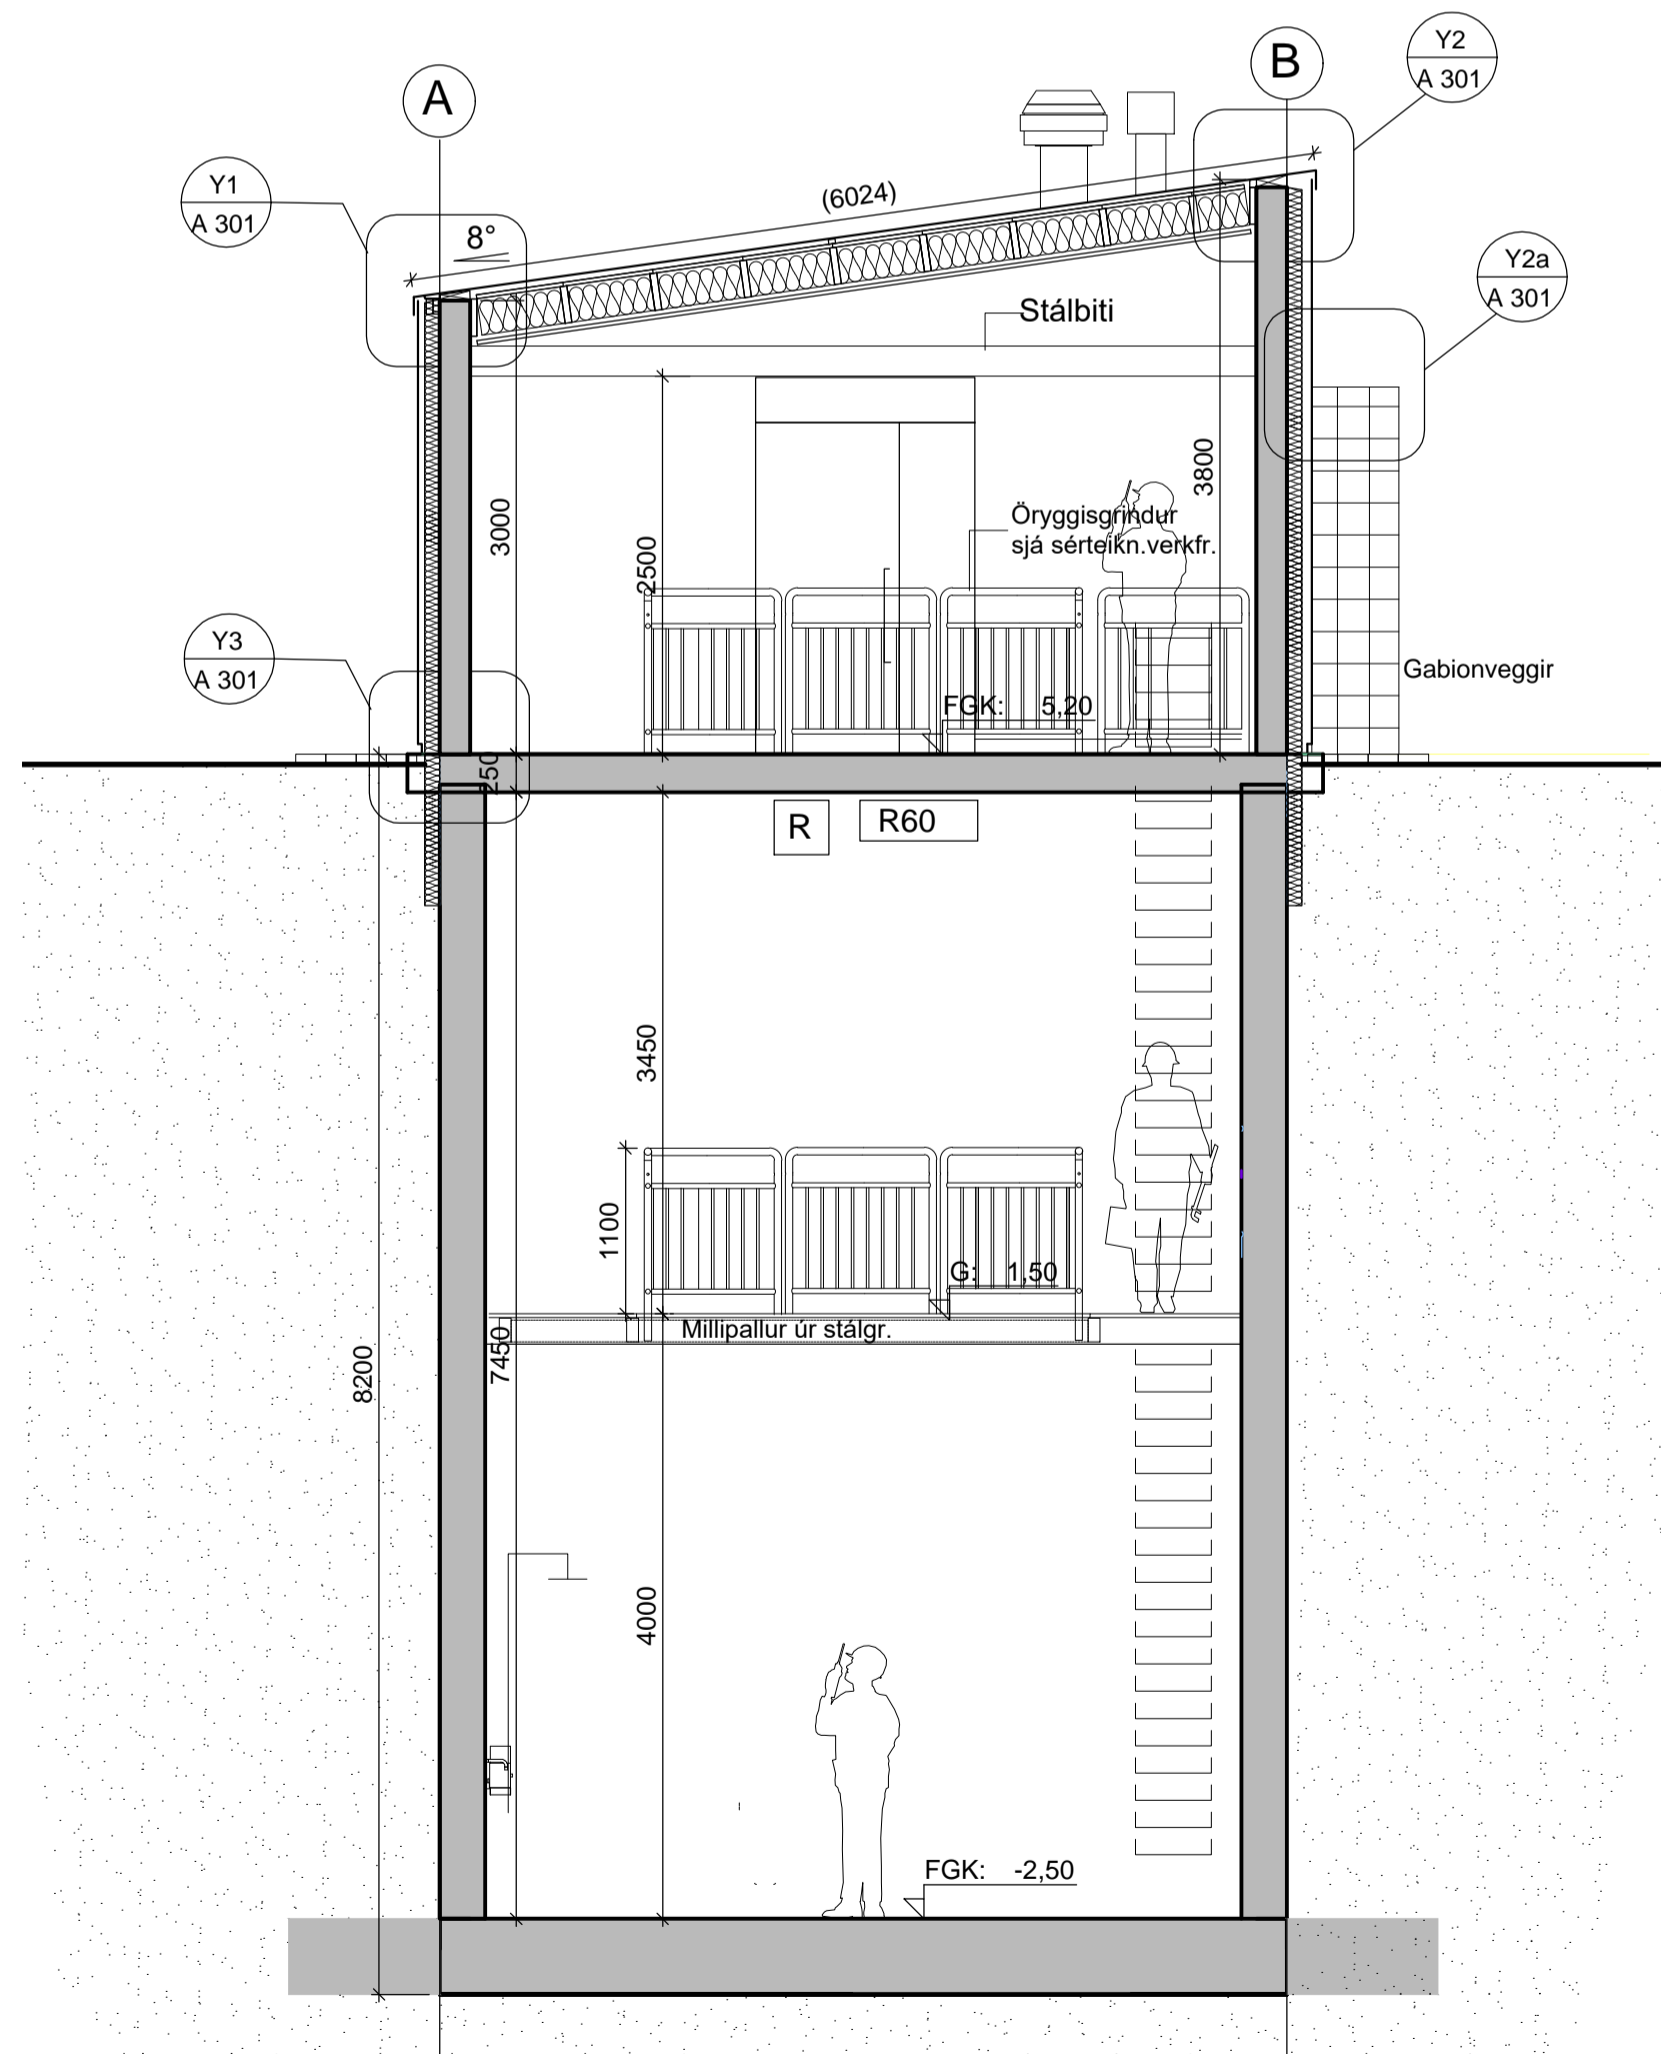 B
Y2
A 301
A
Y1
A 301
(6024)
8°
Y2a
A 301
Stálbiti
3800
3000
2500
Öryggisgrindur
sjá sérteikn.verkfr.
Y3
A 301
Gabionveggir
FGK: 5,20
250
R
R60
3450
1100
G: 1,50
Millipallur úr stálgr.
7450
8200
4000
FGK: -2,50